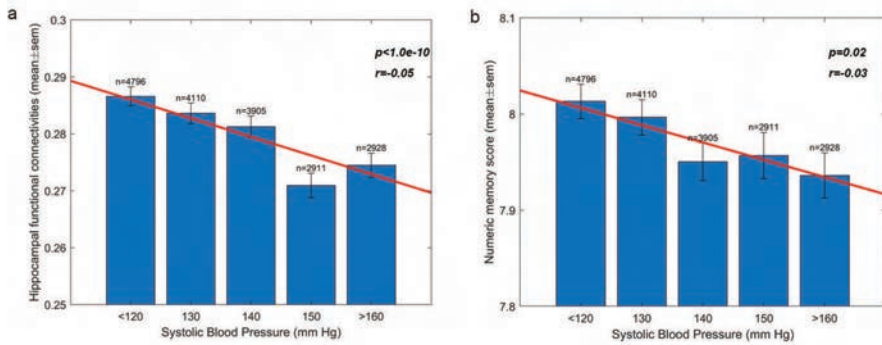 a
Hippocampal functional connectivities (mean±sem)
0.3
0.29
0.28
0.27
0.26
0.25
p<1.0e-10
r=-0.05
n=4796
n=4110
n=3905
n=2911
n=2928
<120
130
140
150
>160
Systolic Blood Pressure (mm Hg)
b
Numeric memory score (mean±sem)
8.1
8
7.9
7.8
p=0.02
r=-0.03
n=4796
n=4110
n=3905
n=2911
n=2928
<120
130
140
150
>160
Systolic Blood Pressure (mm Hg)